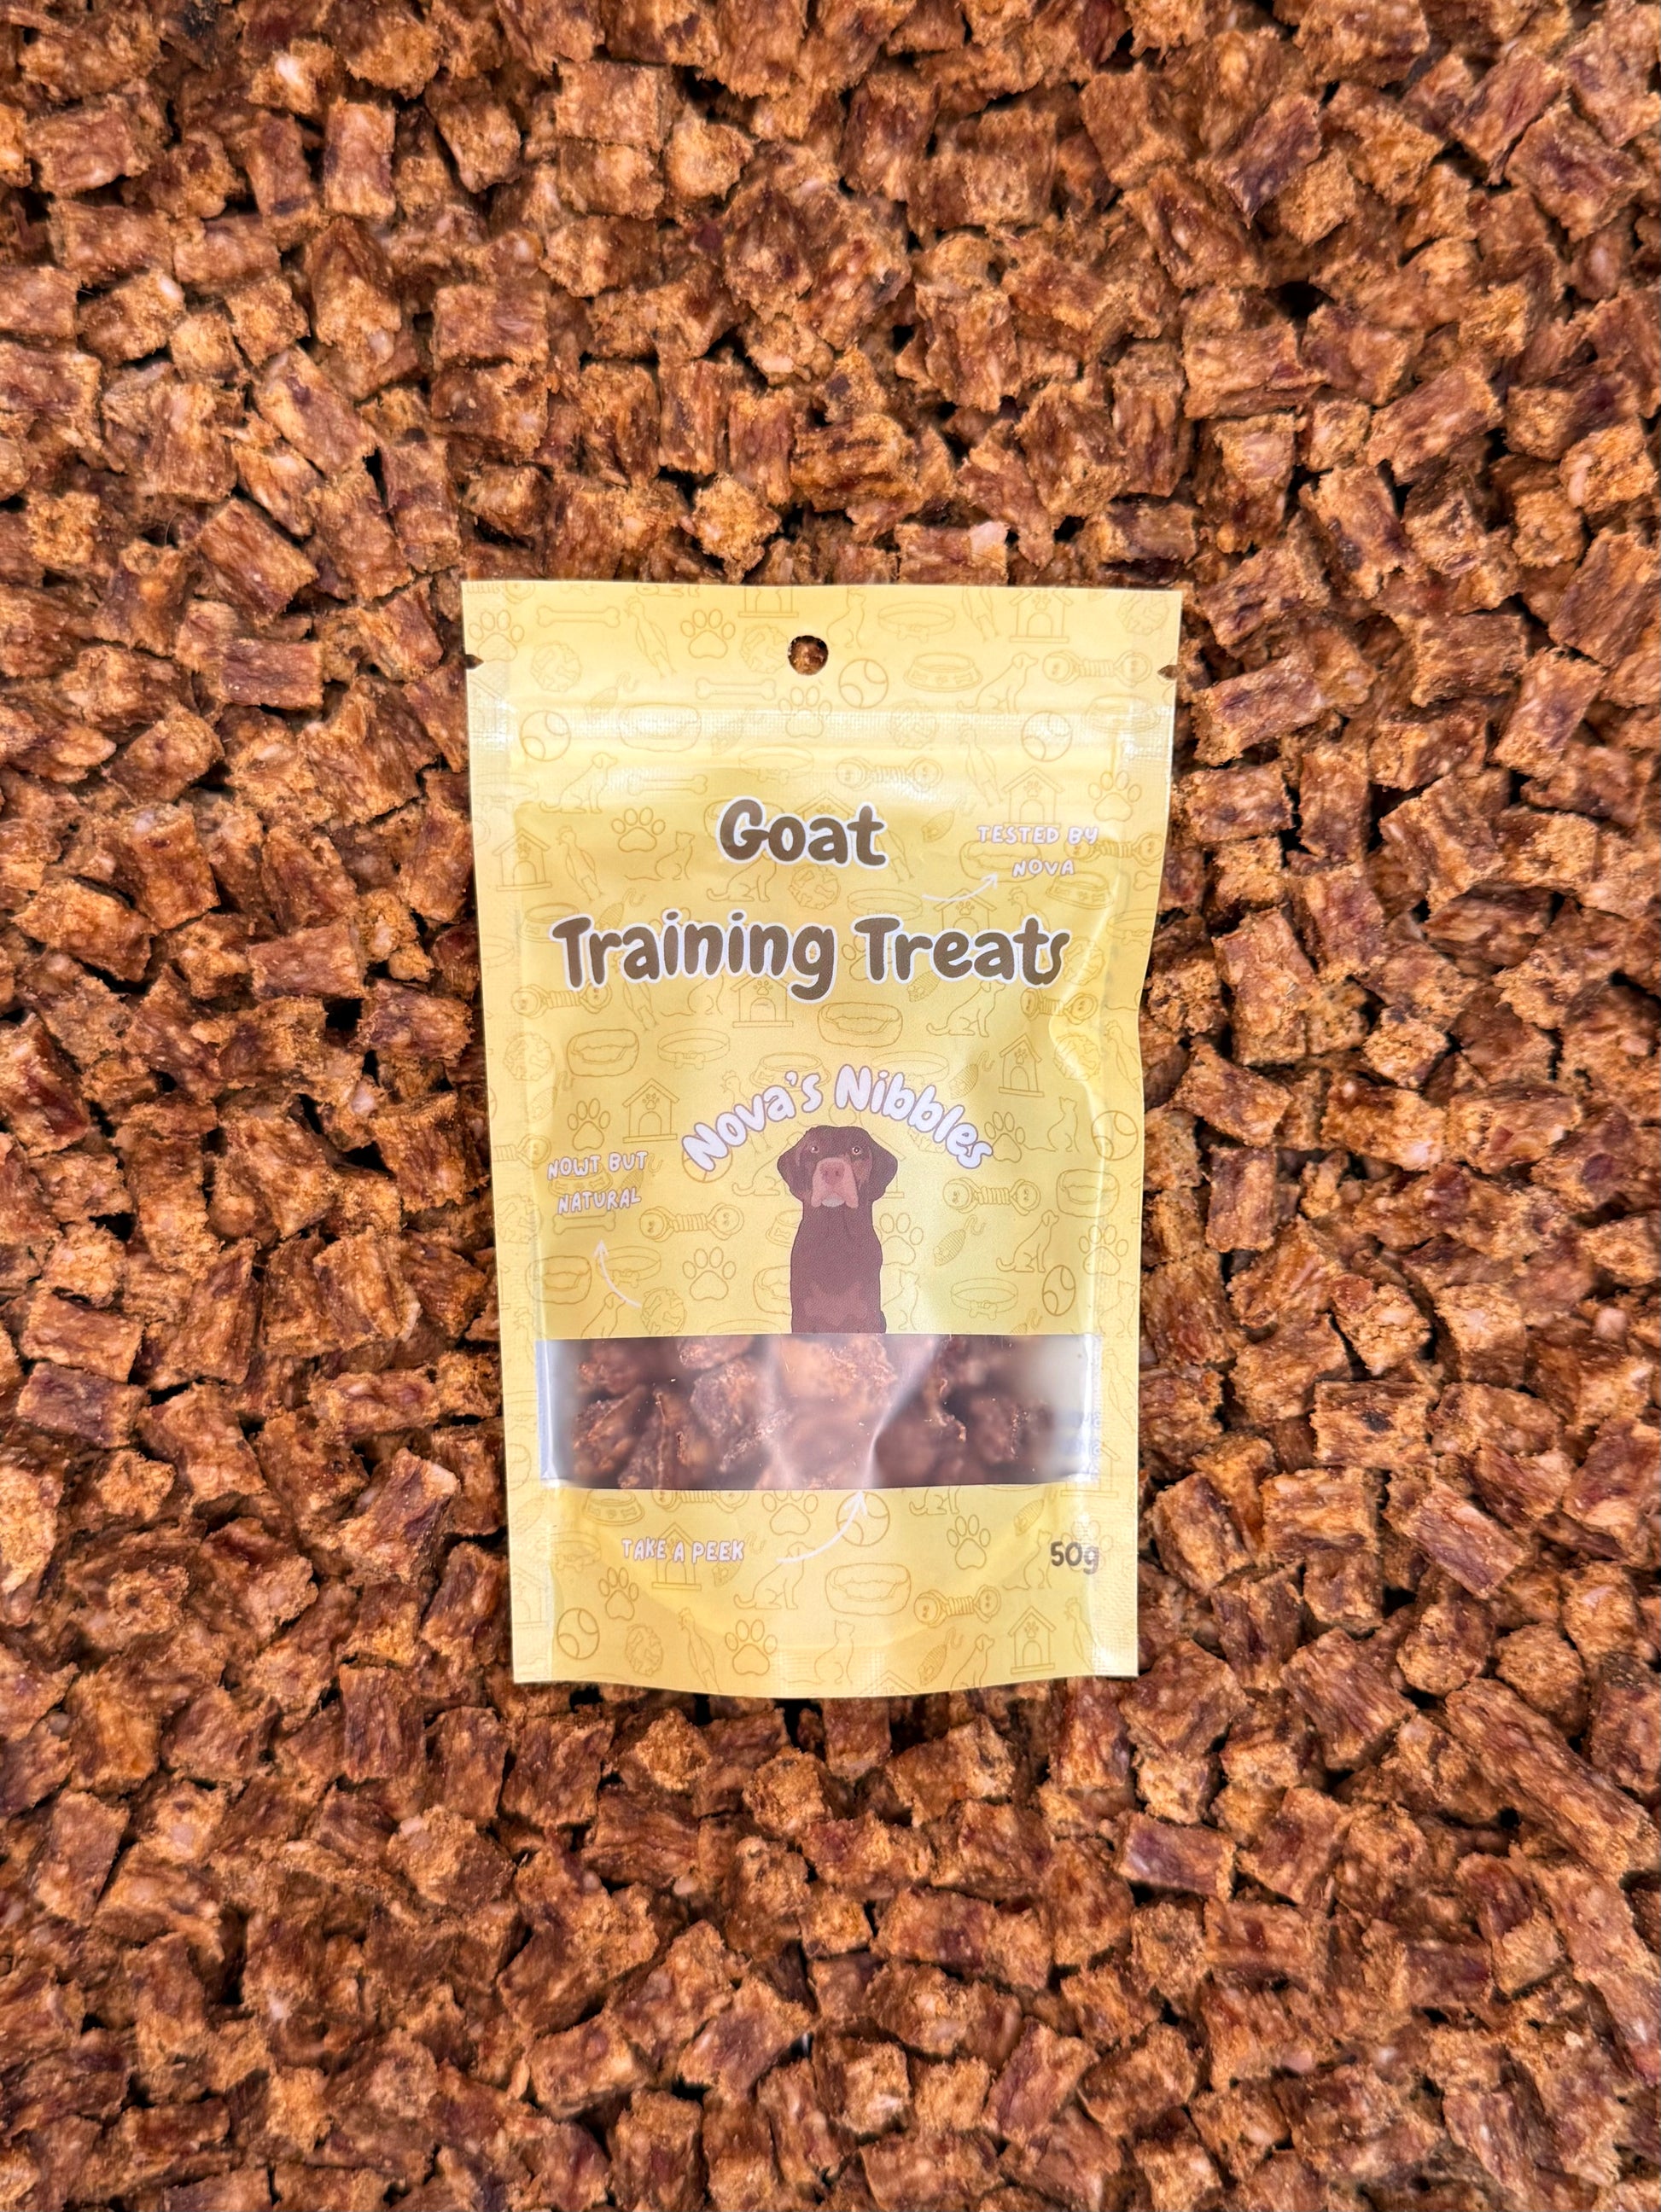 Goat
TESTED BY
NOVA
Training Treats
Nova's Nibbles
NOWT BUT
NATURAL
TAKE A PEEK
50g